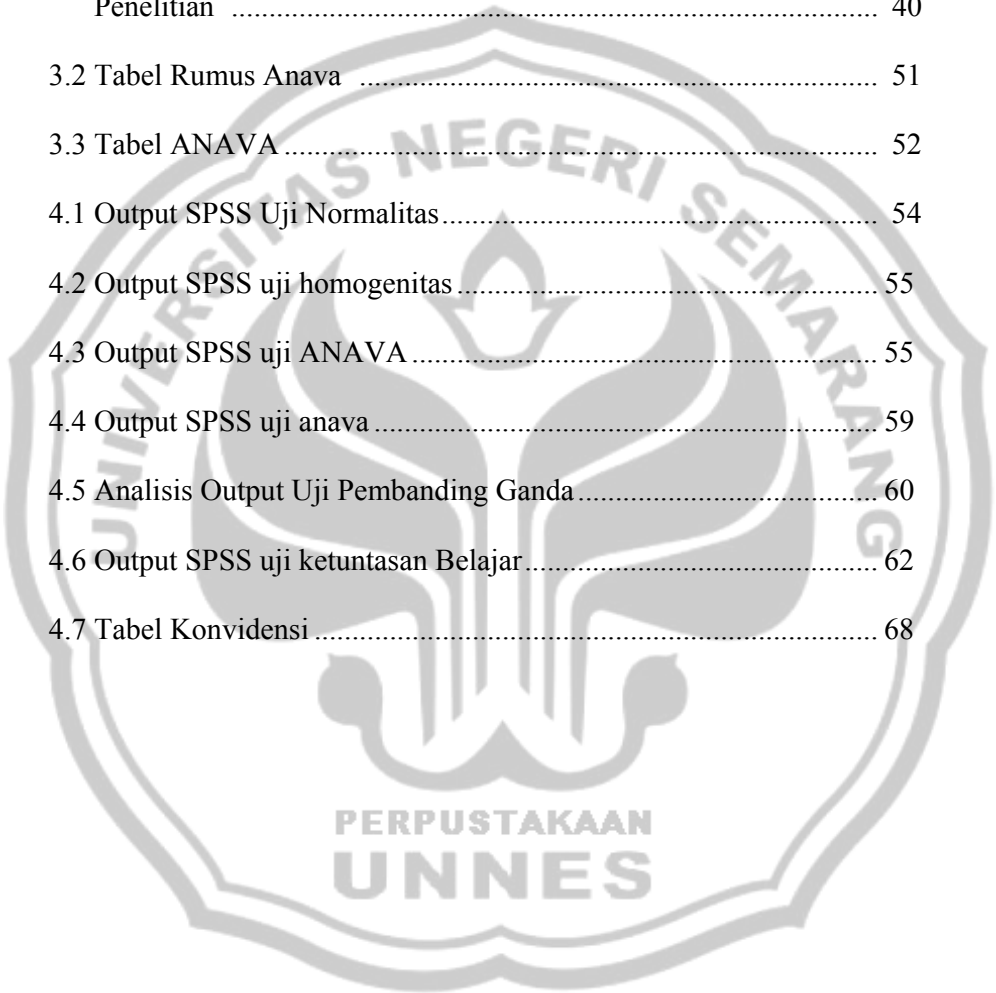 Penelitian ........................................................................................ 40
3.2 Tabel Rumus Anava ..................................................................... 51
3.3 Tabel ANAVA ............................................................................... 52
4.1 Output SPSS Uji Normalitas.......................................................... 54
4.2 Output SPSS uji homogenitas........................................................ 55
4.3 Output SPSS uji ANAVA .............................................................. 55
4.4 Output SPSS uji anava................................................................... 59
4.5 Analisis Output Uji Pembanding Ganda........................................ 60
4.6 Output SPSS uji ketuntasan Belajar............................................... 62
4.7 Tabel Konvidensi ........................................................................... 68
UNIVERSITAS NEGERI SEMARANG
PERPUSTAKAAN
UNNES